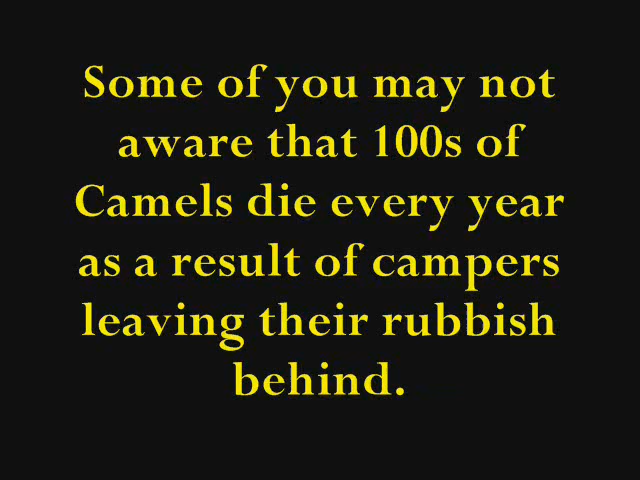 Some of you may not
aware that 100s of
Camels die every year
as a result of campers
leaving their rubbish
behind.